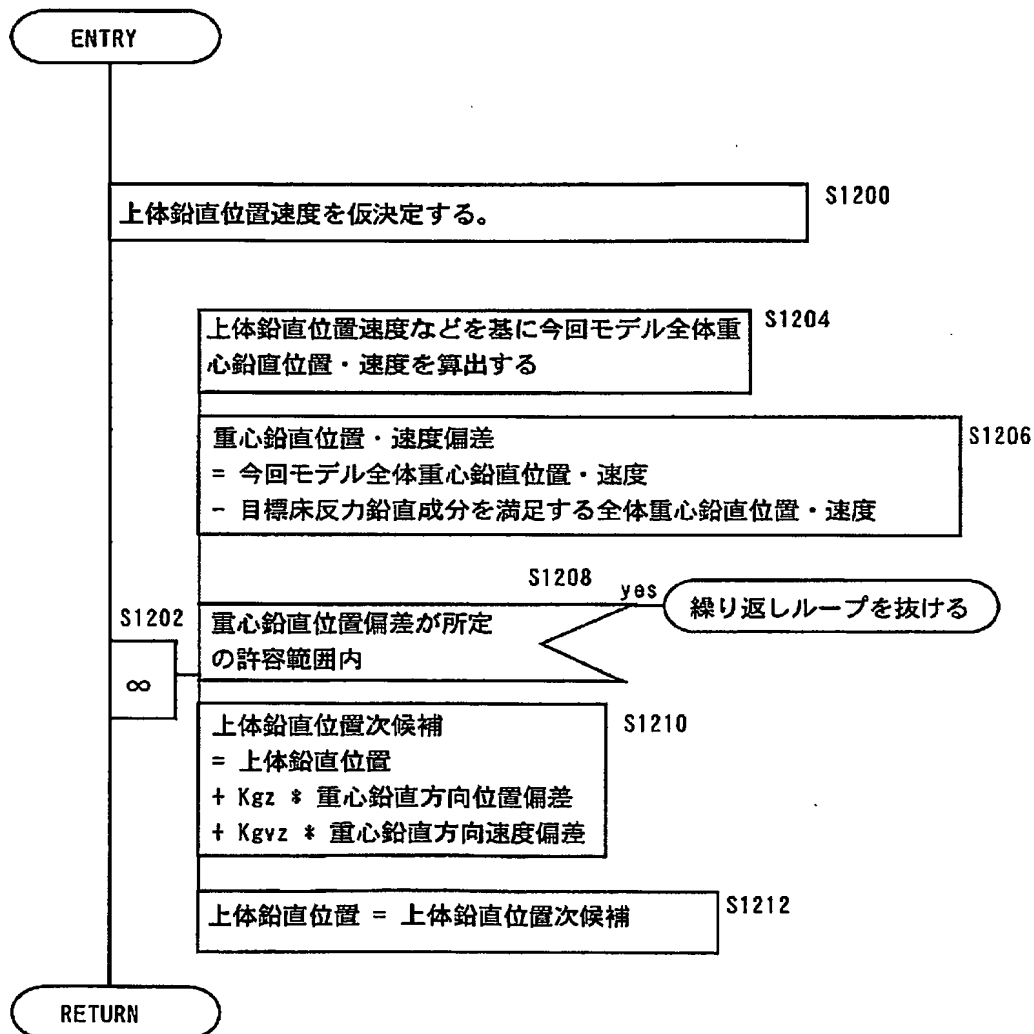 ENTRY
S1200
上体鉛直位置速度を仮決定する。
S1204
上体鉛直位置速度などを基に今回モデル全体重
心鉛直位置・速度を算出する
S1206
重心鉛直位置・速度偏差
= 今回モデル全体重心鉛直位置・速度
- 目標床反力鉛直成分を満足する全体重心鉛直位置・速度
S1208
yes
繰り返しループを抜ける
重心鉛直位置偏差が所定
の許容範囲内
S1202
∞
S1210
上体鉛直位置次候補
= 上体鉛直位置
+ Kgz * 重心鉛直方向位置偏差
+ Kgvz * 重心鉛直方向速度偏差
S1212
上体鉛直位置 = 上体鉛直位置次候補
RETURN